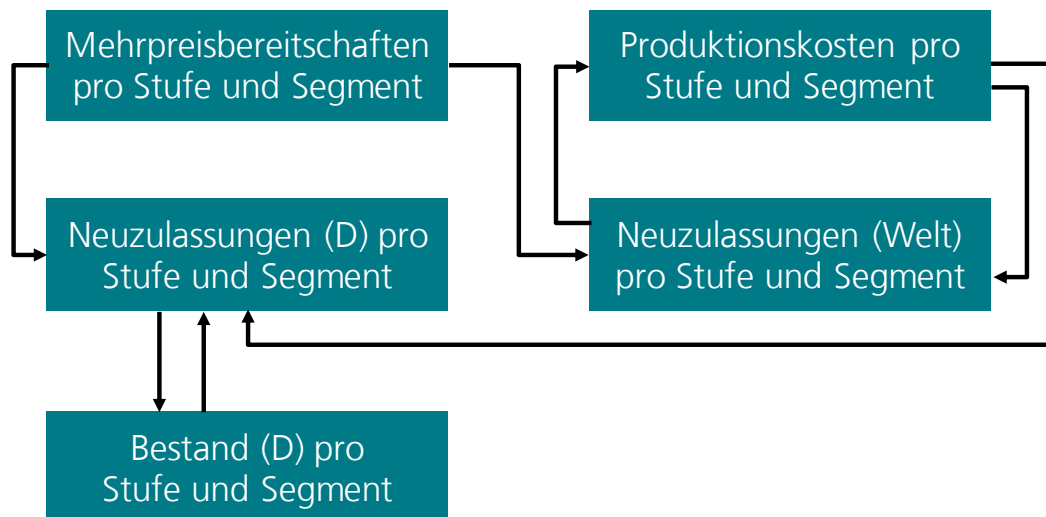 Mehrpreisbereitschaften
pro Stufe und Segment
Produktionskosten pro
Stufe und Segment
Neuzulassungen (D) pro
Stufe und Segment
Neuzulassungen (Welt)
pro Stufe und Segment
Bestand (D) pro
Stufe und Segment